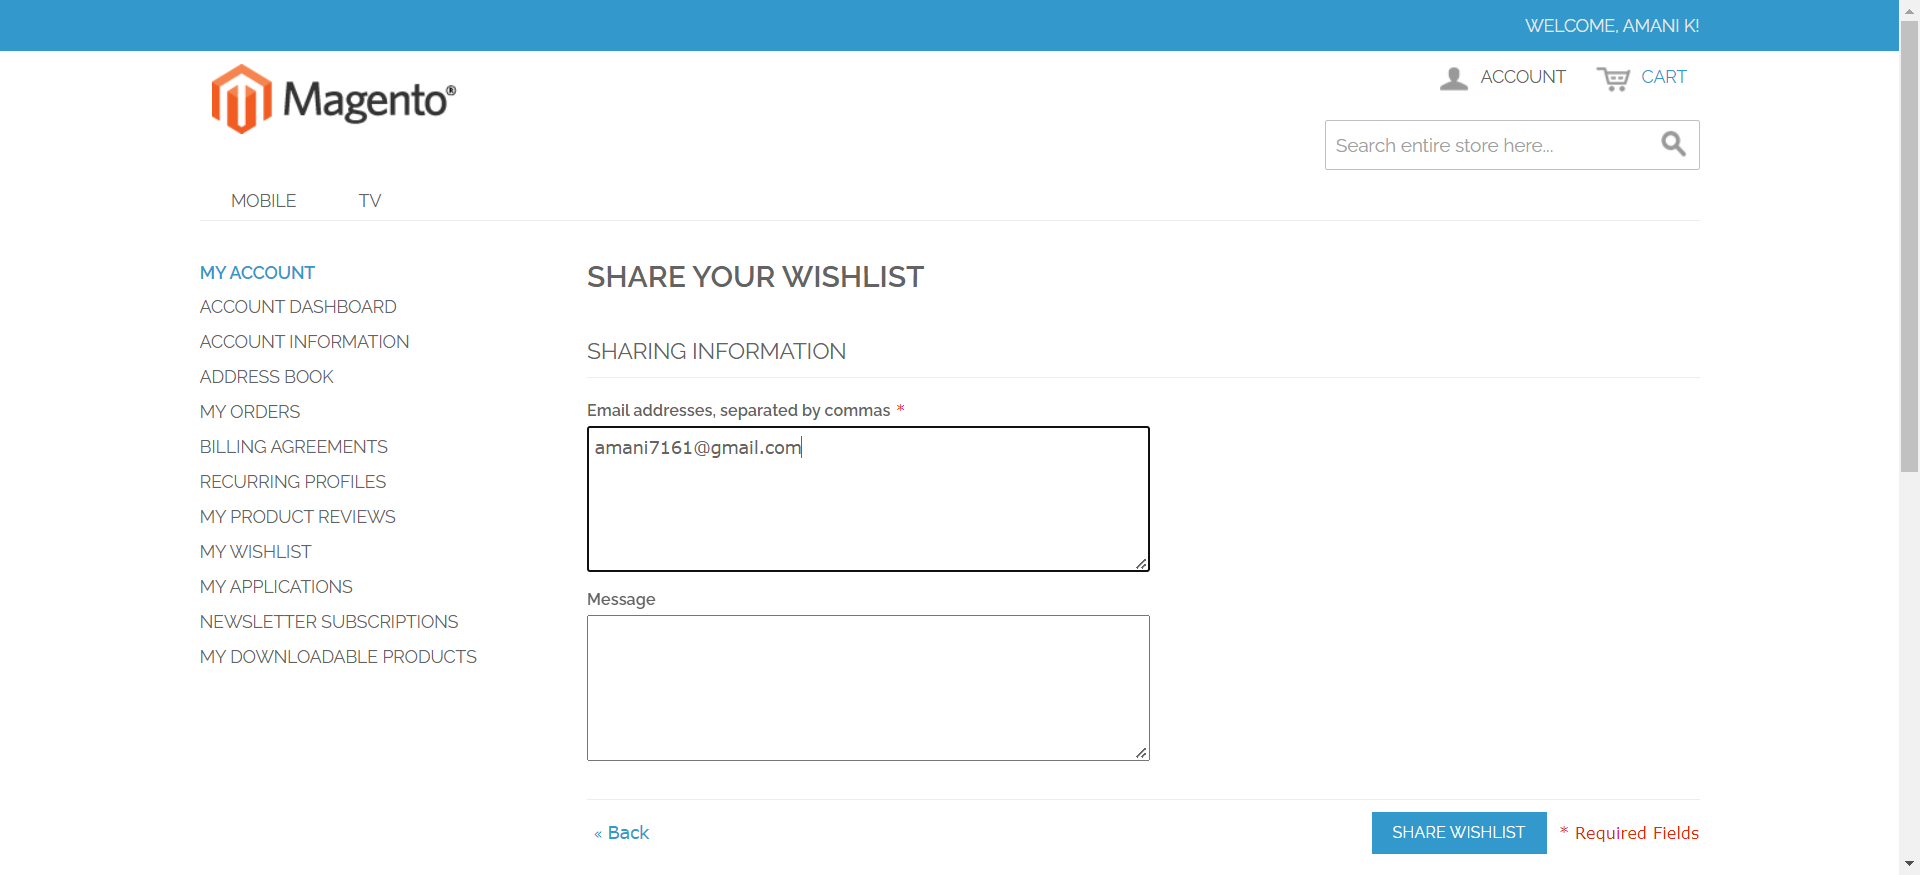 WELCOME, AMANI K!
Magento®
ACCOUNT
CART
Search entire store here...
MOBILE
TV
MY ACCOUNT
ACCOUNT DASHBOARD
ACCOUNT INFORMATION
ADDRESS BOOK
MY ORDERS
BILLING AGREEMENTS
RECURRING PROFILES
MY PRODUCT REVIEWS
MY WISHLIST
MY APPLICATIONS
NEWSLETTER SUBSCRIPTIONS
MY DOWNLOADABLE PRODUCTS
SHARE YOUR WISHLIST
SHARING INFORMATION
Email addresses, separated by commas *
amani7161@gmail.com
Message
« Back
SHARE WISHLIST
* Required Fields